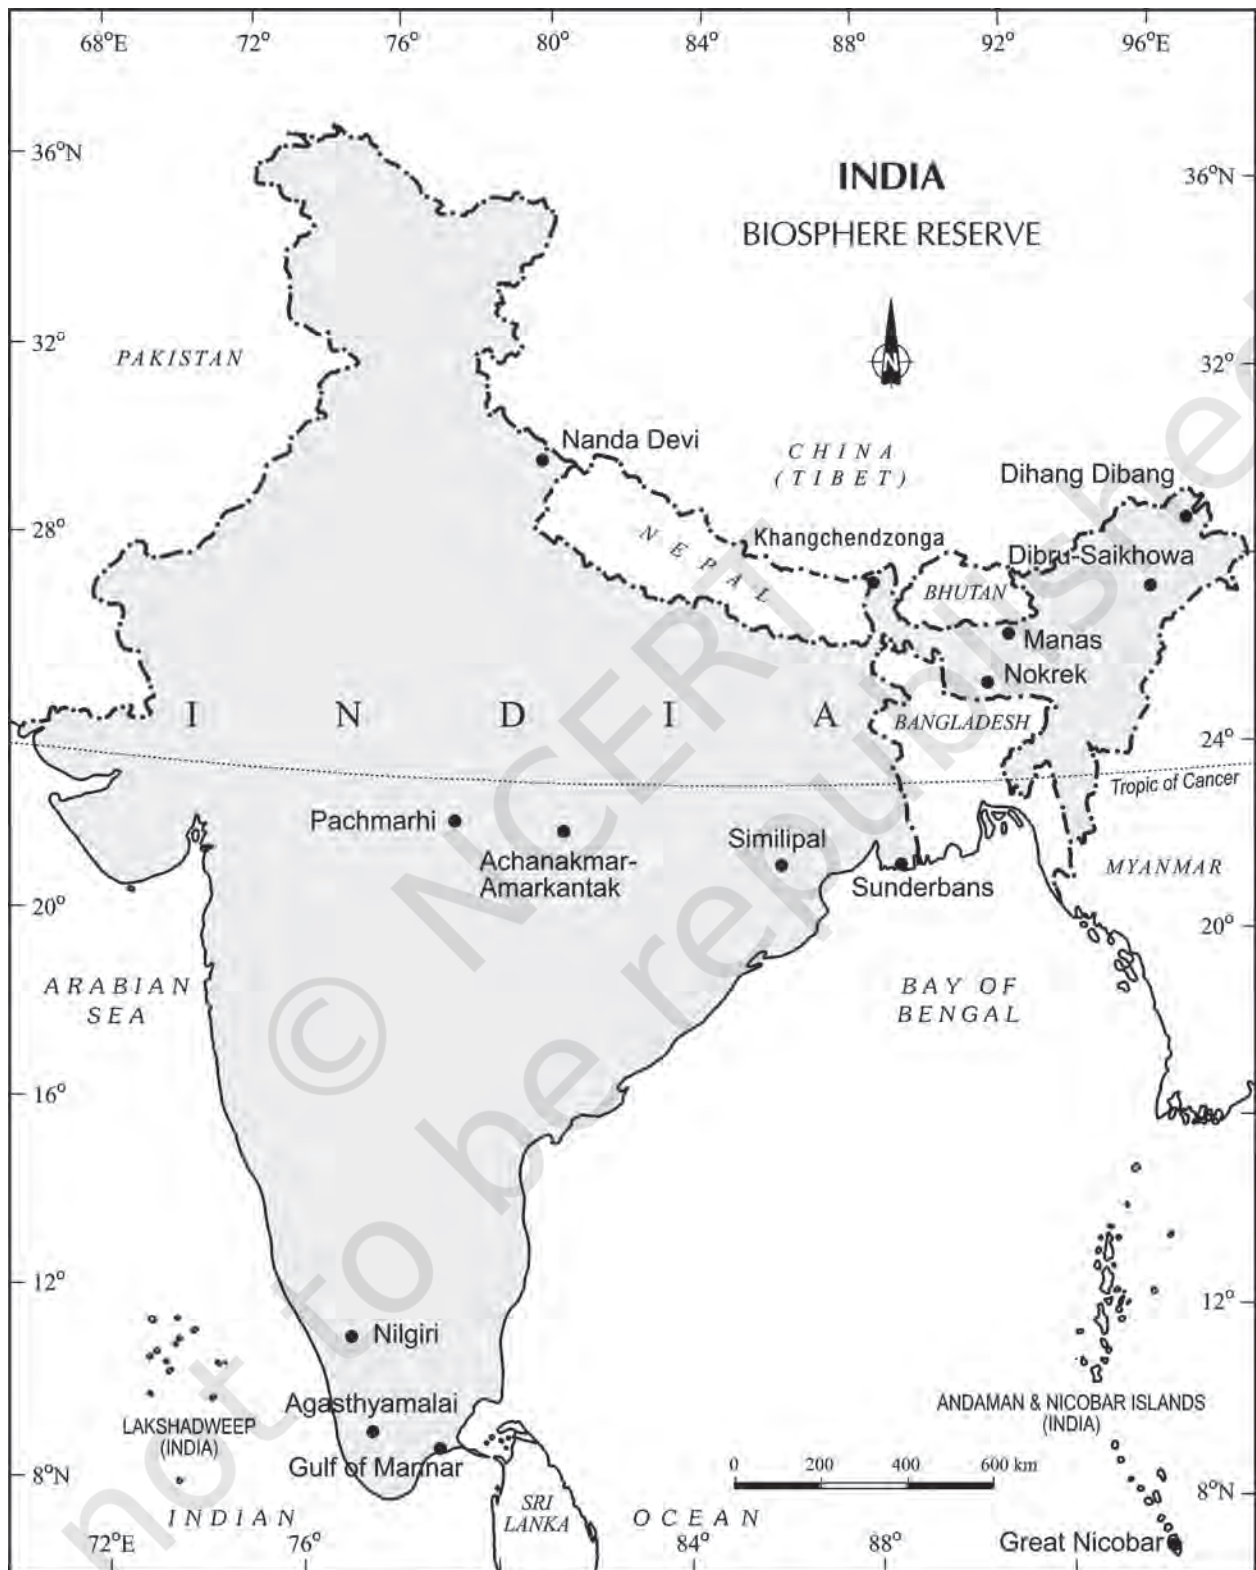 68°E 72° 76° 80° 84° 88° 92° 96°E
36°N
INDIA
36°N
BIOSPHERE RESERVE
N
32°
PAKISTAN
32°
Nanda Devi
CHINA
(TIBET)
Dihang Dibang
28°
NEPAL
Khangchendzonga
Dibru-Saikhowa
BHUTAN
Manas
Nokrek
I N D I A
BANGLADESH
24°
Tropic of Cancer
Pachmarhi
Achanakmar-
Amarkantak
Similipal
Sunderbans
MYANMAR
20°
20°
ARABIAN
SEA
BAY OF
BENGAL
16°
12°
12°
Nilgiri
Agasthyamalai
LAKSHADWEEP
(INDIA)
ANDAMAN & NICOBAR ISLANDS
(INDIA)
Gulf of Mannar
8°N
0 200 400 600 km
8°N
SRI
LANKA
INDIAN OCEAN
Great Nicobar
72°E 76° 84° 88°
© NCERT
not to be republished